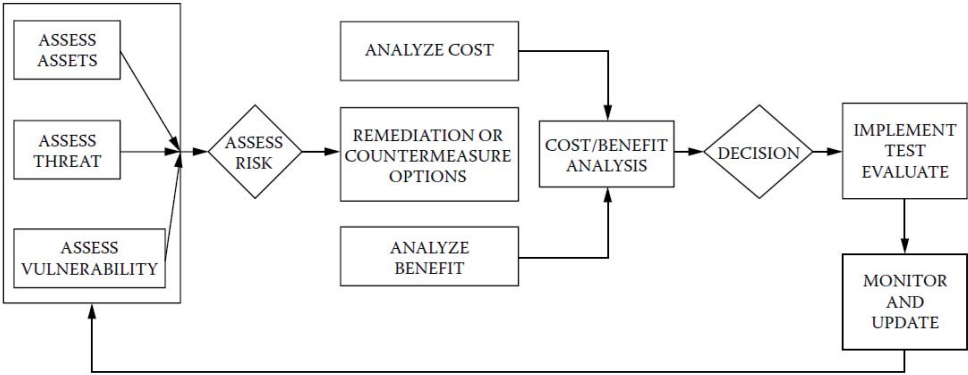 ASSESS
ASSETS
ASSESS
THREAT
ASSESS
VULNERABILITY
ASSESS
RISK
ANALYZE COST
REMEDIATION OR
COUNTERMEASURE
OPTIONS
ANALYZE
BENEFIT
COST/BENEFIT
ANALYSIS
DECISION
IMPLEMENT
TEST
EVALUATE
MONITOR
AND
UPDATE